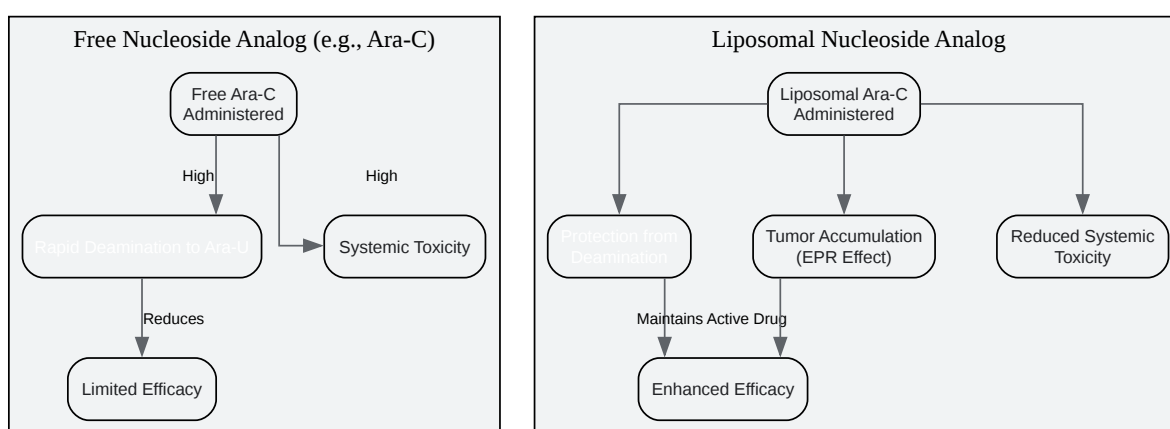 Free Nucleoside Analog (e.g., Ara-C)
Free Ara-C
Administered
High
High
Rapid Deamination to Ara-U
Systemic Toxicity
Reduces
Limited Efficacy
Liposomal Nucleoside Analog
Liposomal Ara-C
Administered
Protection from
Deamination
Tumor Accumulation
(EPR Effect)
Reduced Systemic
Toxicity
Maintains Active Drug
Enhanced Efficacy